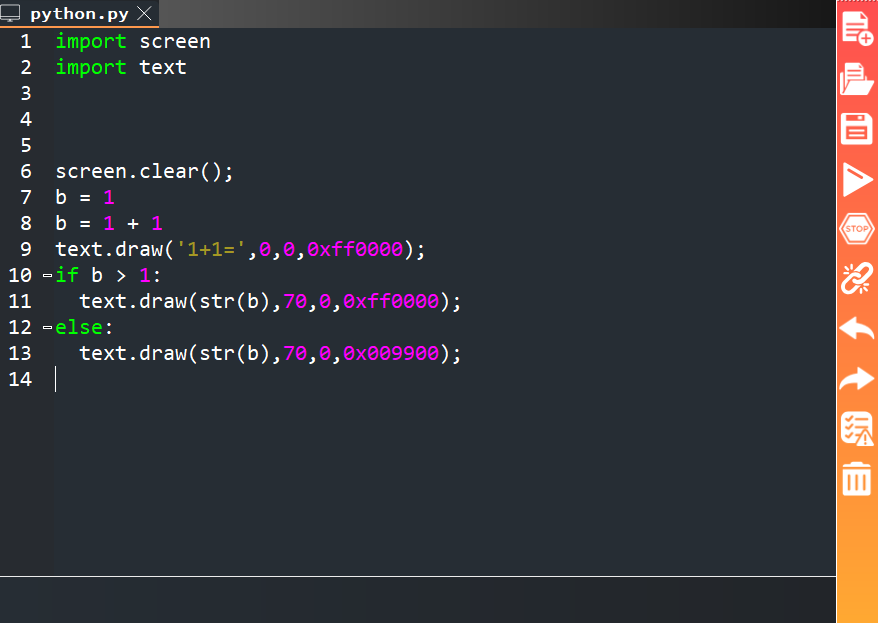 python.py
1 import screen
2 import text
3
4
5
6 screen.clear();
7 b = 1
8 b = 1 + 1
9 text.draw('1+1=',0,0,0xff0000);
10 if b > 1:
11   text.draw(str(b),70,0,0xff0000);
12 else:
13   text.draw(str(b),70,0,0x009900);
14
STOP